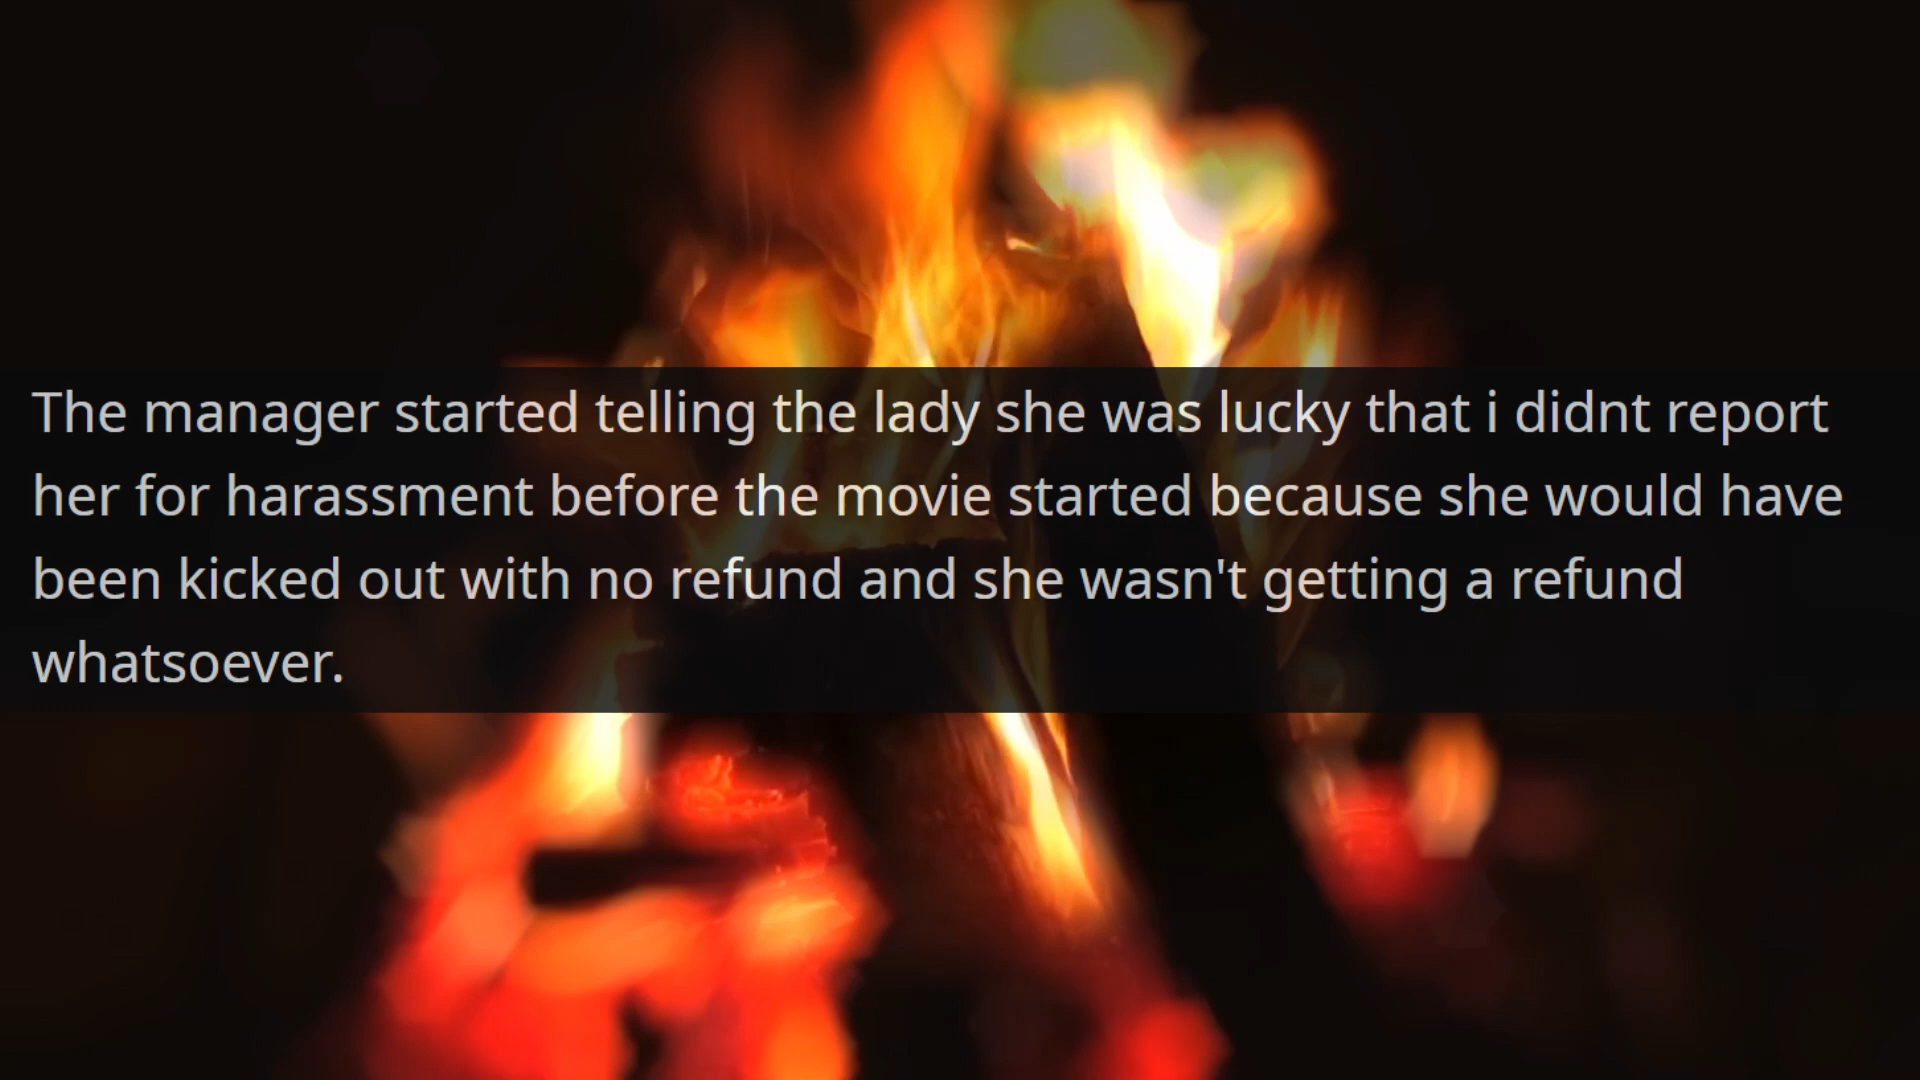 The manager started telling the lady she was lucky that i didnt report
her for harassment before the movie started because she would have
been kicked out with no refund and she wasn't getting a refund
whatsoever.